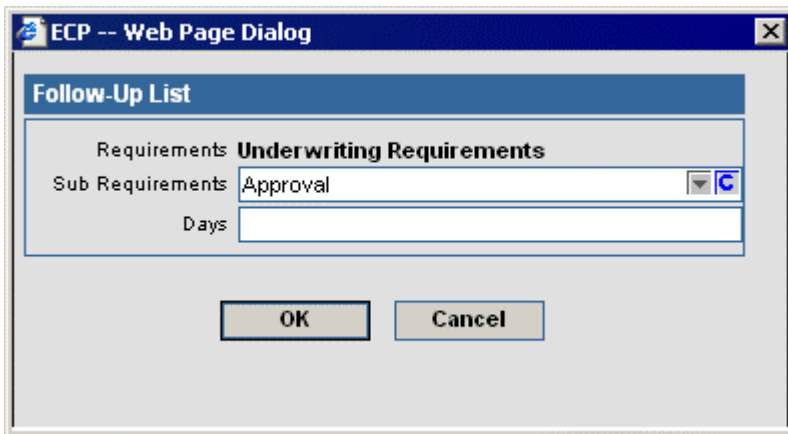 ECP -- Web Page Dialog
Follow-Up List
Requirements Underwriting Requirements
Sub Requirements Approval C
Days
OK Cancel